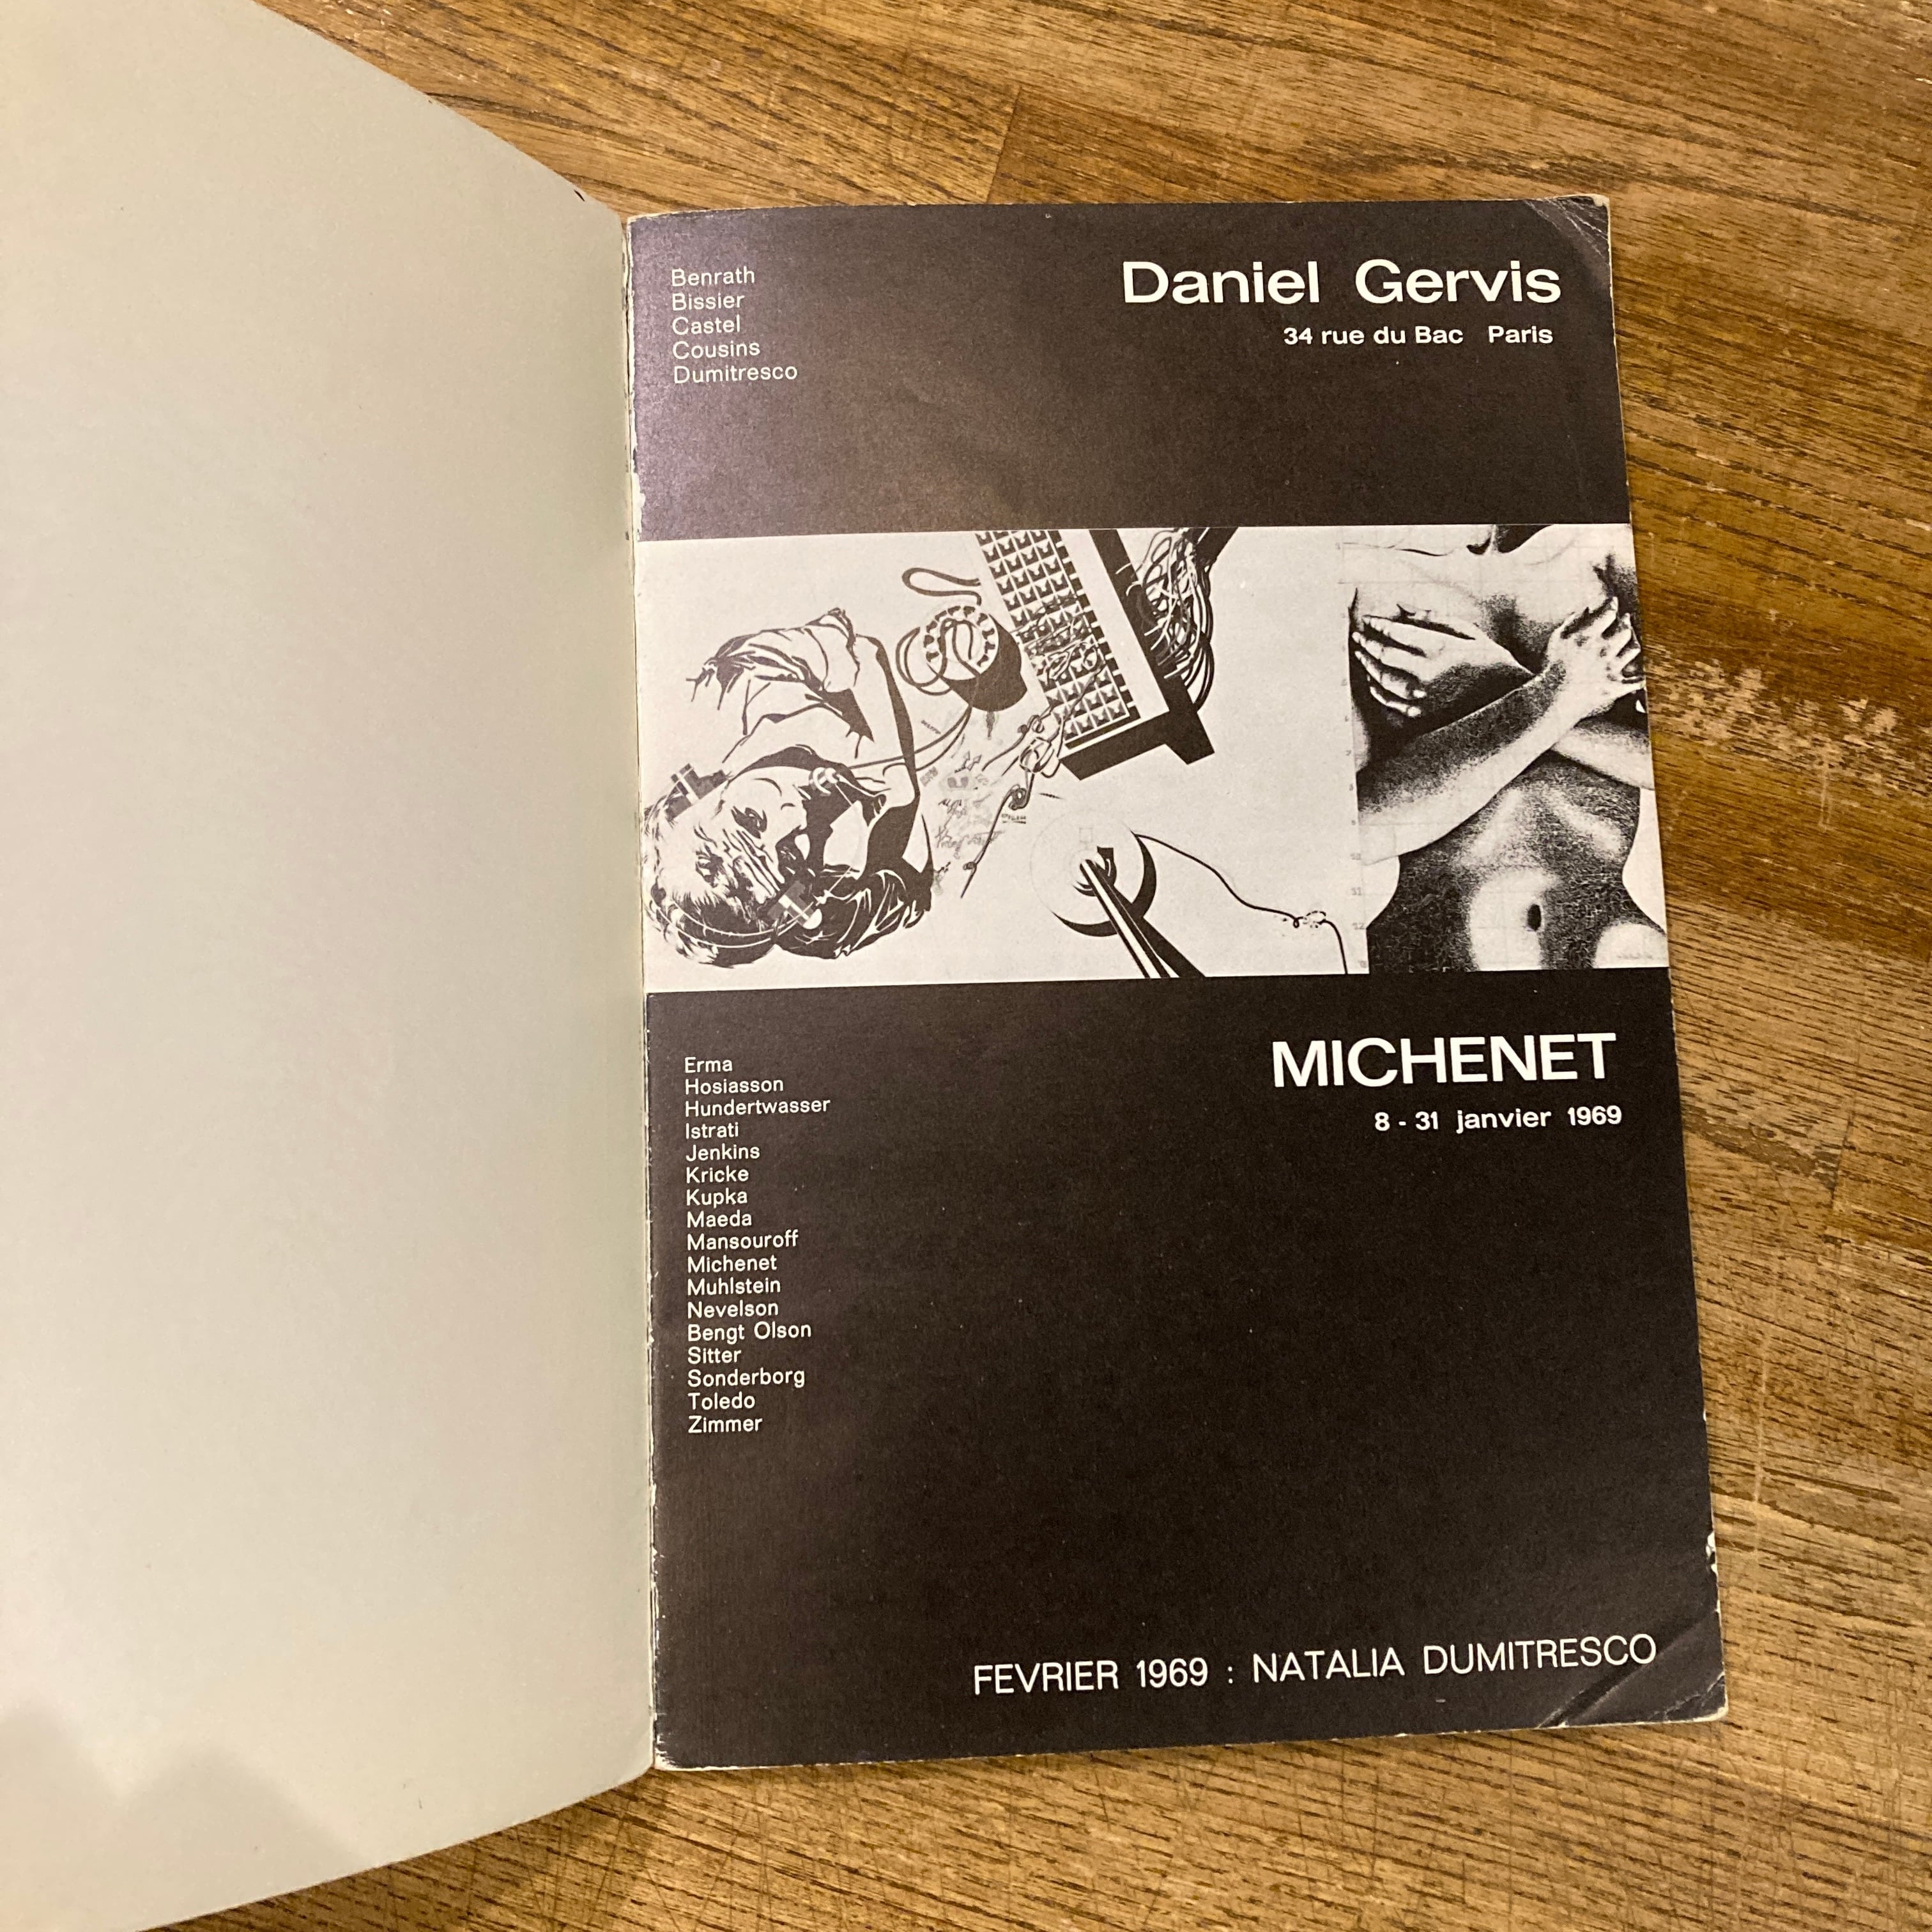 Benrath
Bissier
Castel
Cousins
Dumitresco
Daniel Gervis
34 rue du Bac Paris
Erma
Hosiasson
Hundertwasser
Istrati
Jenkins
Kricke
Kupka
Maeda
Mansouroff
Michenet
Muhlstein
Nevelson
Bengt Olson
Sitter
Sonderborg
Toledo
Zimmer
MICHENET
8 - 31 janvier 1969
FEVRIER 1969 : NATALIA DUMITRESCO